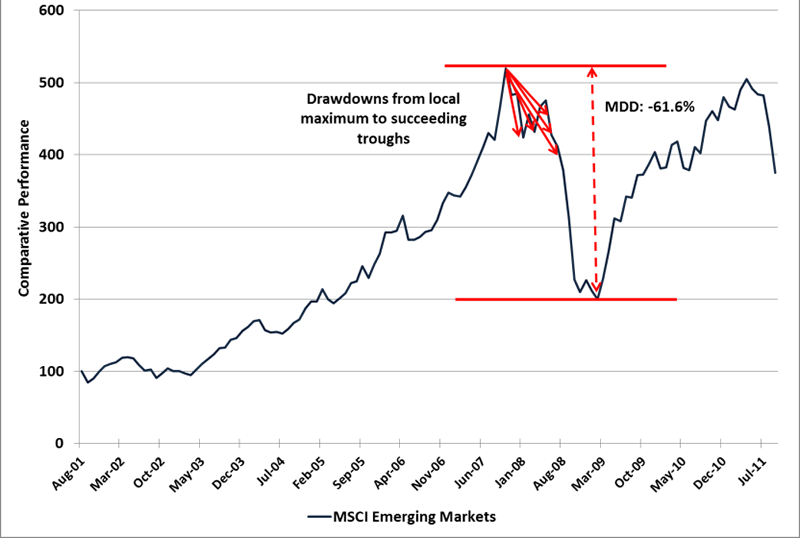 Comparative Performance
600
500
400
300
200
100
0
Drawdowns from local
maximum to succeeding
troughs
MDD: -61.6%
Aug-01
Mar-02
Oct-02
May-03
Dec-03
Jul-04
Feb-05
Sep-05
Apr-06
Nov-06
Jun-07
Jan-08
Aug-08
Mar-09
Oct-09
May-10
Dec-10
Jul-11
MSCI Emerging Markets